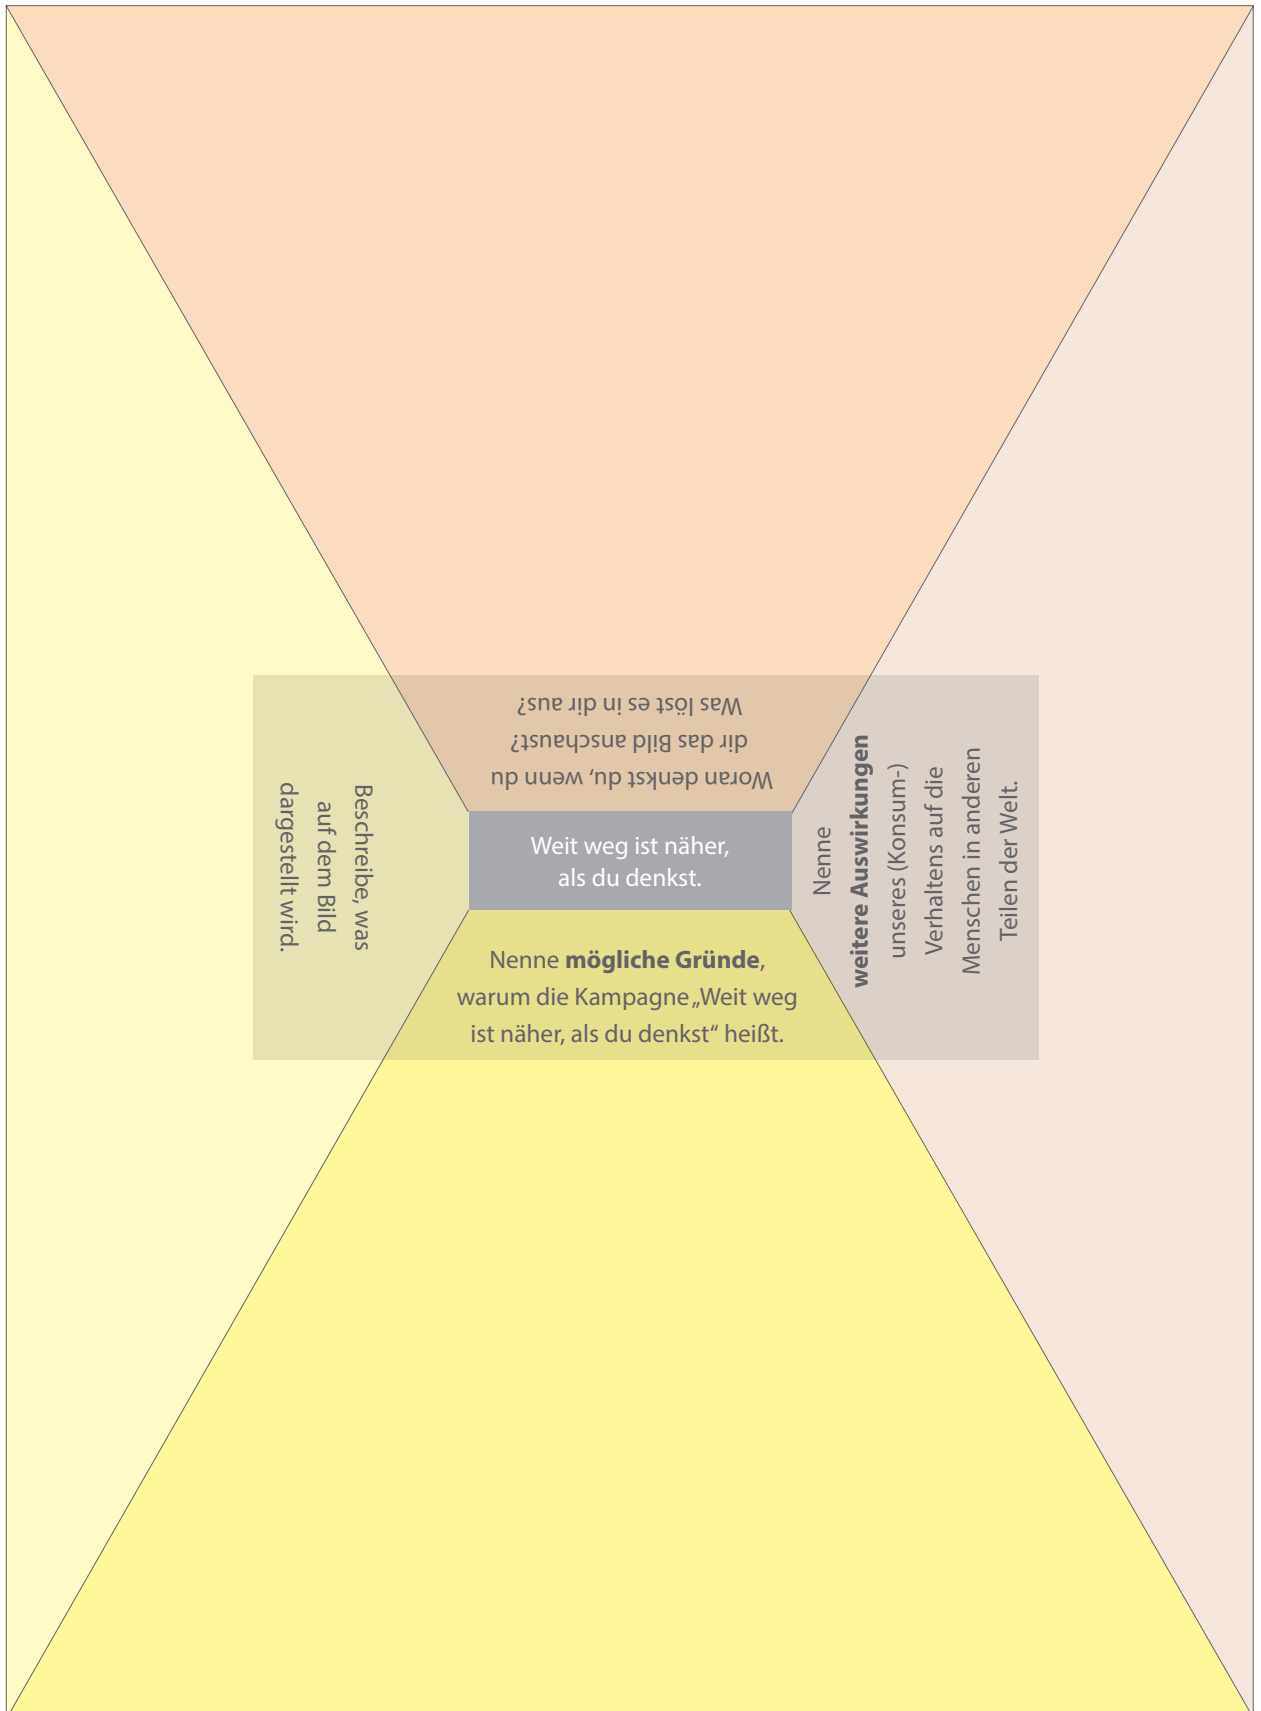 Woran denkst du, wenn du
dir das Bild anschaust?
Was löst es in dir aus?
Beschreibe, was
auf dem Bild
dargestellt wird.
Weit weg ist näher,
als du denkst.
Nenne
weitere Auswirkungen
unseres (Konsum-)
Verhaltens auf die
Menschen in anderen
Teilen der Welt.
Nenne mögliche Gründe,
warum die Kampagne „Weit weg
ist näher, als du denkst“ heißt.